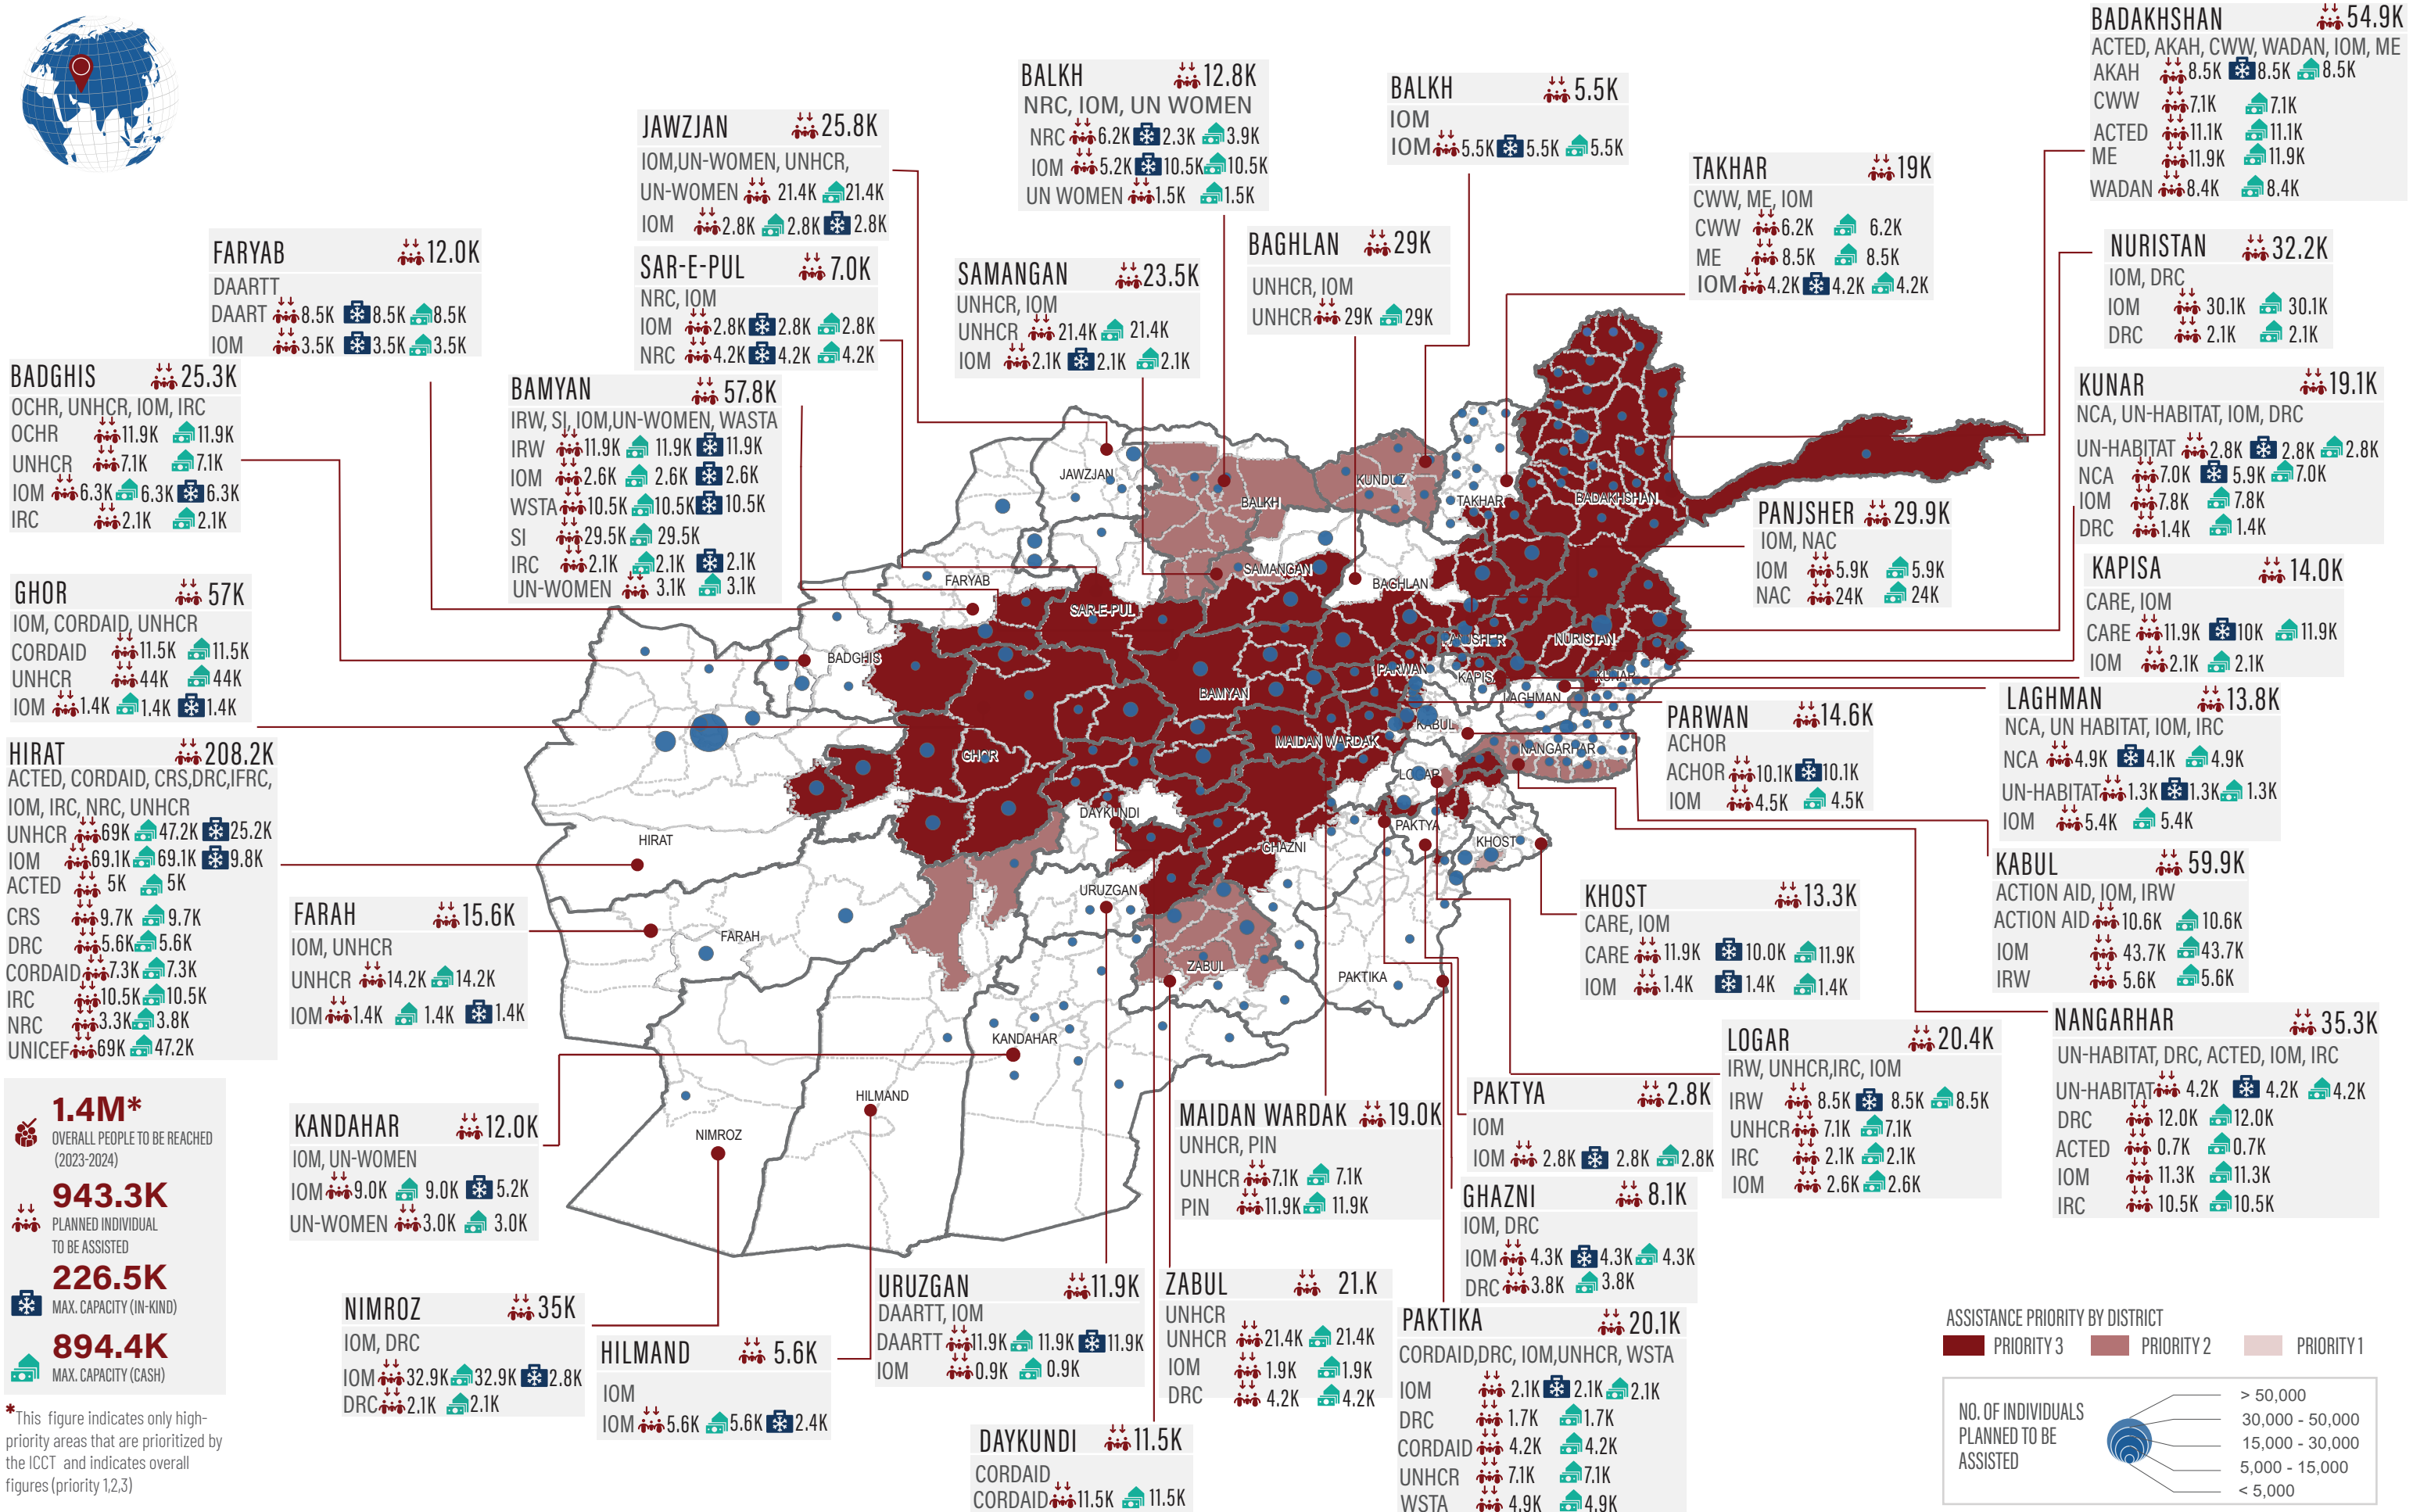 BADAKHSHAN 54.9K
ACTED, AKAH, CWW, WADAN, IOM, ME
AKAH 8.5K 8.5K 8.5K
CWW 7.1K 7.1K
ACTED 11.1K 11.1K
ME 11.9K 11.9K
WADAN 8.4K 8.4K
BALKH 12.8K
NRC, IOM, UN WOMEN
NRC 6.2K 2.3K 3.9K
IOM 5.2K 10.5K 10.5K
UN WOMEN 1.5K 1.5K
BALKH 5.5K
IOM
IOM 5.5K 5.5K 5.5K
JAWZJAN 25.8K
IOM,UN-WOMEN, UNHCR,
UN-WOMEN 21.4K 21.4K
IOM 2.8K 2.8K 2.8K
TAKHAR 19K
CWW, ME, IOM
CWW 6.2K 6.2K
ME 8.5K 8.5K
IOM 4.2K 4.2K 4.2K
FARYAB 12.0K
DAARTT
DAART 8.5K 8.5K 8.5K
IOM 3.5K 3.5K 3.5K
SAR-E-PUL 7.0K
NRC, IOM
IOM 2.8K 2.8K 2.8K
NRC 4.2K 4.2K 4.2K
SAMANGAN 23.5K
UNHCR, IOM
UNHCR 21.4K 21.4K
IOM 2.1K 2.1K 2.1K
BAGHLAN 29K
UNHCR, IOM
UNHCR 29K 29K
NURISTAN 32.2K
IOM, DRC
IOM 30.1K 30.1K
DRC 2.1K 2.1K
BADGHIS 25.3K
OCHR, UNHCR, IOM, IRC
OCHR 11.9K 11.9K
UNHCR 7.1K 7.1K
IOM 6.3K 6.3K 6.3K
IRC 2.1K 2.1K
BAMYAN 57.8K
IRW, SI, IOM,UN-WOMEN, WASTA
IRW 11.9K 11.9K 11.9K
IOM 2.6K 2.6K 2.6K
WSTA 10.5K 10.5K 10.5K
SI 29.5K 29.5K
IRC 2.1K 2.1K 2.1K
UN-WOMEN 3.1K 3.1K
KUNAR 19.1K
NCA, UN-HABITAT, IOM, DRC
UN-HABITAT 2.8K 2.8K 2.8K
NCA 7.0K 5.9K 7.0K
IOM 7.8K 7.8K
DRC 1.4K 1.4K
PANJSHER 29.9K
IOM, NAC
IOM 5.9K 5.9K
NAC 24K 24K
KAPISA 14.0K
CARE, IOM
CARE 11.9K 10K 11.9K
IOM 2.1K 2.1K
GHOR 57K
IOM, CORDAID, UNHCR
CORDAID 11.5K 11.5K
UNHCR 44K 44K
IOM 1.4K 1.4K 1.4K
LAGHMAN 13.8K
NCA, UN HABITAT, IOM, IRC
NCA 4.9K 4.1K 4.9K
UN-HABITAT 1.3K 1.3K 1.3K
IOM 5.4K 5.4K
PARWAN 14.6K
ACHOR
ACHOR 10.1K 10.1K
IOM 4.5K 4.5K
HIRAT 208.2K
ACTED, CORDAID, CRS,DRC,IFRC,
IOM, IRC, NRC, UNHCR
UNHCR 69K 47.2K 25.2K
IOM 69.1K 69.1K 9.8K
ACTED 5K 5K
CRS 9.7K 9.7K
DRC 5.6K 5.6K
CORDAID 7.3K 7.3K
IRC 10.5K 10.5K
NRC 3.3K 3.8K
UNICEF 69K 47.2K
KABUL 59.9K
ACTION AID, IOM, IRW
ACTION AID 10.6K 10.6K
IOM 43.7K 43.7K
IRW 5.6K 5.6K
KHOST 13.3K
CARE, IOM
CARE 11.9K 10.0K 11.9K
IOM 1.4K 1.4K 1.4K
FARAH 15.6K
IOM, UNHCR
UNHCR 14.2K 14.2K
IOM 1.4K 1.4K 1.4K
NANGARHAR 35.3K
UN-HABITAT, DRC, ACTED, IOM, IRC
UN-HABITAT 4.2K 4.2K 4.2K
DRC 12.0K 12.0K
ACTED 0.7K 0.7K
IOM 11.3K 11.3K
IRC 10.5K 10.5K
LOGAR 20.4K
IRW, UNHCR,IRC, IOM
IRW 8.5K 8.5K 8.5K
UNHCR 7.1K 7.1K
IRC 2.1K 2.1K
IOM 2.6K 2.6K
PAKTYA 2.8K
IOM
IOM 2.8K 2.8K 2.8K
MAIDAN WARDAK 19.0K
UNHCR, PIN
UNHCR 7.1K 7.1K
PIN 11.9K 11.9K
KANDAHAR 12.0K
IOM, UN-WOMEN
IOM 9.0K 9.0K 5.2K
UN-WOMEN 3.0K 3.0K
GHAZNI 8.1K
IOM, DRC
IOM 4.3K 4.3K 4.3K
DRC 3.8K 3.8K
URUZGAN 11.9K
DAARTT, IOM
DAARTT 11.9K 11.9K 11.9K
IOM 0.9K 0.9K
ZABUL 21.K
UNHCR
UNHCR 21.4K 21.4K
IOM 1.9K 1.9K
DRC 4.2K 4.2K
NIMROZ 35K
IOM, DRC
IOM 32.9K 32.9K 2.8K
DRC 2.1K 2.1K
HILMAND 5.6K
IOM
IOM 5.6K 5.6K 2.4K
PAKTIKA 20.1K
CORDAID,DRC, IOM,UNHCR, WSTA
IOM 2.1K 2.1K 2.1K
DRC 1.7K 1.7K
CORDAID 4.2K 4.2K
UNHCR 7.1K 7.1K
WSTA 4.9K 4.9K
DAYKUNDI 11.5K
CORDAID
CORDAID 11.5K 11.5K
JAWZJAN
BALKH
KUNDUZ
TAKHAR
BADAKHSHAN
FARYAB
SAMANGAN
BAGHLAN
SAR-E-PUL
PANJSHER
NURISTAN
BADGHIS
BAMYAN
PARWAN
KAPISA
KUNAR
LAGHMAN
KABUL
GHOR
MAIDAN WARDAK
NANGARHAR
LOGAR
DAYKUNDI
PAKTYA
HIRAT
GHAZNI
KHOST
URUZGAN
FARAH
ZABUL
PAKTIKA
KANDAHAR
HILMAND
NIMROZ
1.4M*
OVERALL PEOPLE TO BE REACHED
(2023-2024)
943.3K
PLANNED INDIVIDUAL
TO BE ASSISTED
226.5K
MAX. CAPACITY (IN-KIND)
894.4K
MAX. CAPACITY (CASH)
*This figure indicates only high-
priority areas that are prioritized by
the ICCT and indicates overall
figures (priority 1,2,3)
ASSISTANCE PRIORITY BY DISTRICT
PRIORITY 3 PRIORITY 2 PRIORITY 1
NO. OF INDIVIDUALS
PLANNED TO BE
ASSISTED
> 50,000
30,000 - 50,000
15,000 - 30,000
5,000 - 15,000
< 5,000